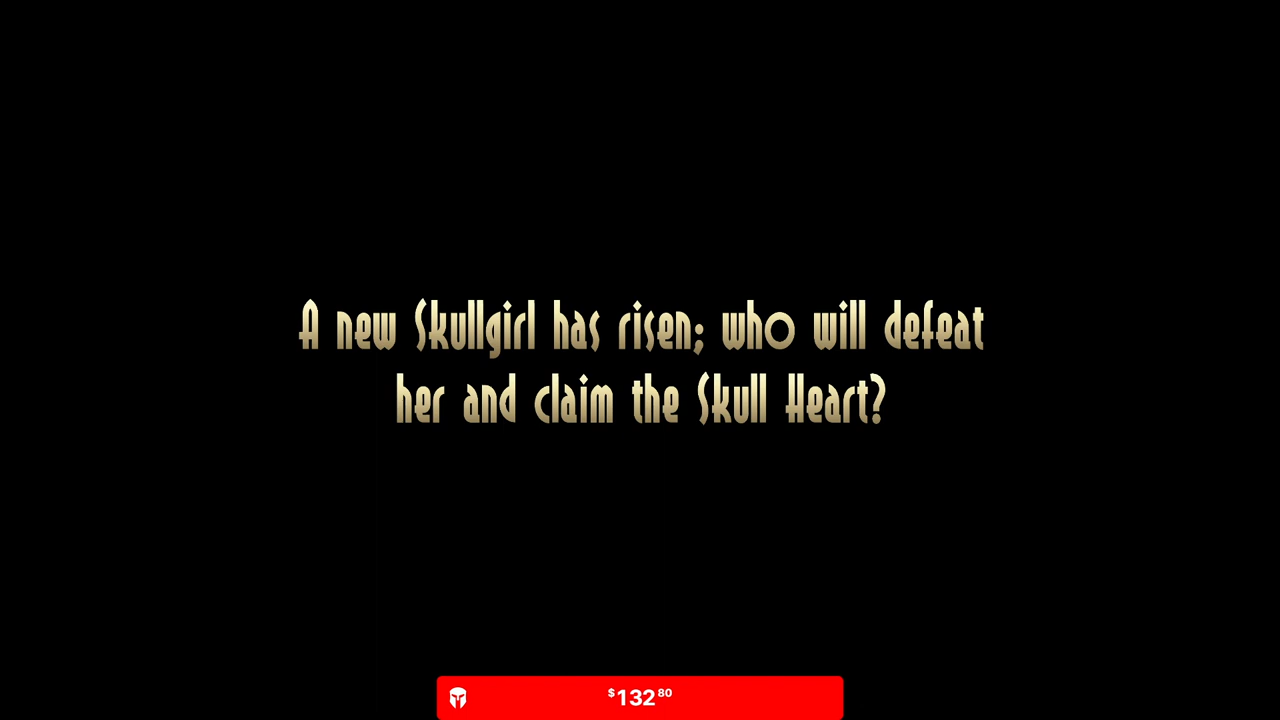 A new Skullgirl has risen; who will defeat
her and claim the Skull Heart?
$132 80